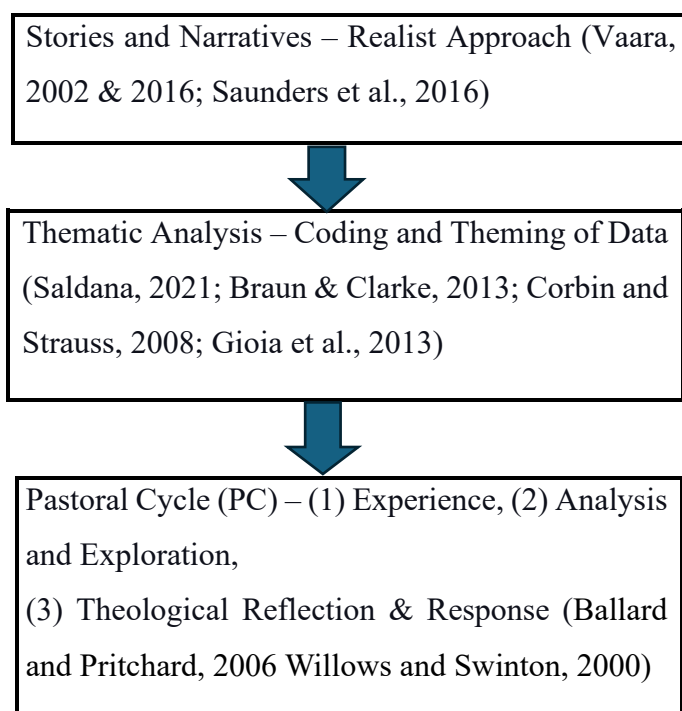 Stories and Narratives – Realist Approach (Vaara,
2002 & 2016; Saunders et al., 2016)
Thematic Analysis – Coding and Theming of Data
(Saldana, 2021; Braun & Clarke, 2013; Corbin and
Strauss, 2008; Gioia et al., 2013)
Pastoral Cycle (PC) – (1) Experience, (2) Analysis
and Exploration,
(3) Theological Reflection & Response (Ballard
and Pritchard, 2006 Willows and Swinton, 2000)